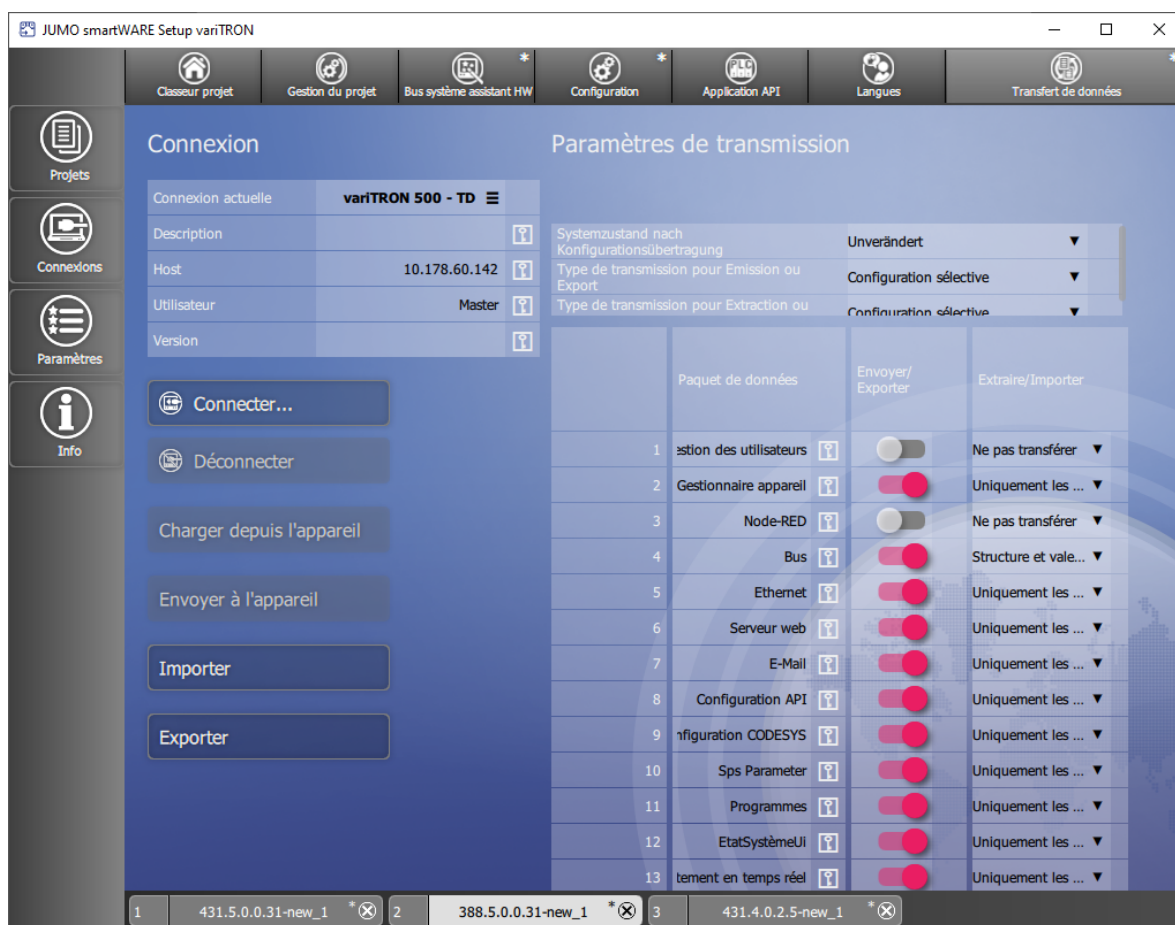 JUMO smartWARE Setup variTRON
Classeur projet
Gestion du projet
Bus système assistant HW
*
Configuration
*
Application API
Langues
Transfert de données
*
Projets
Connexions
Paramètres
Info
Connexion
Connexion actuelle variTRON 500 - TD
Description
Host 10.178.60.142
Utilisateur Master
Version
Connecter...
Déconnecter
Charger depuis l'appareil
Envoyer à l'appareil
Importer
Exporter
Paramètres de transmission
Systemzustand nach
Konfigurationsübertragung
Unverändert ▼
Type de transmission pour Emission ou
Export
Configuration sélective ▼
Type de transmission pour Extraction ou
Configuration sélective ▼
Paquet de données
Envoyer/
Exporter
Extraire/Importer
1 estion des utilisateurs Ne pas transférer ▼
2 Gestionnaire appareil Uniquement les ... ▼
3 Node-RED Ne pas transférer ▼
4 Bus Structure et vale... ▼
5 Ethernet Uniquement les ... ▼
6 Serveur web Uniquement les ... ▼
7 E-Mail Uniquement les ... ▼
8 Configuration API Uniquement les ... ▼
9 nfiguration CODESYS Uniquement les ... ▼
10 Sps Parameter Uniquement les ... ▼
11 Programmes Uniquement les ... ▼
12 EtatSystèmeUi Uniquement les ... ▼
13 tement en temps réel Uniquement les ... ▼
1 431.5.0.0.31-new_1 *
2 388.5.0.0.31-new_1 *
3 431.4.0.2.5-new_1 *